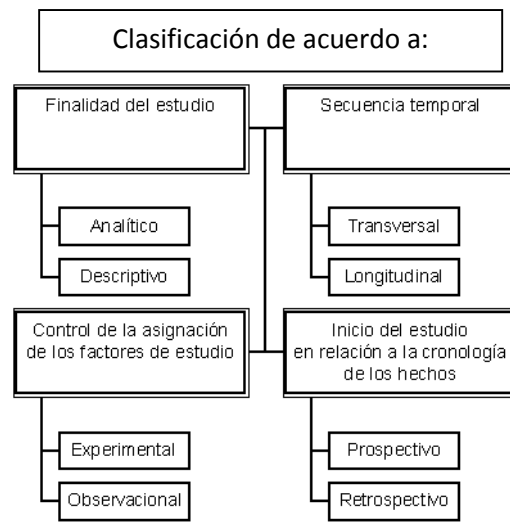 Clasificación de acuerdo a:
Finalidad del estudio
Analítico
Descriptivo
Secuencia temporal
Transversal
Longitudinal
Control de la asignación
de los factores de estudio
Experimental
Observacional
Inicio del estudio
en relación a la cronología
de los hechos
Prospectivo
Retrospectivo